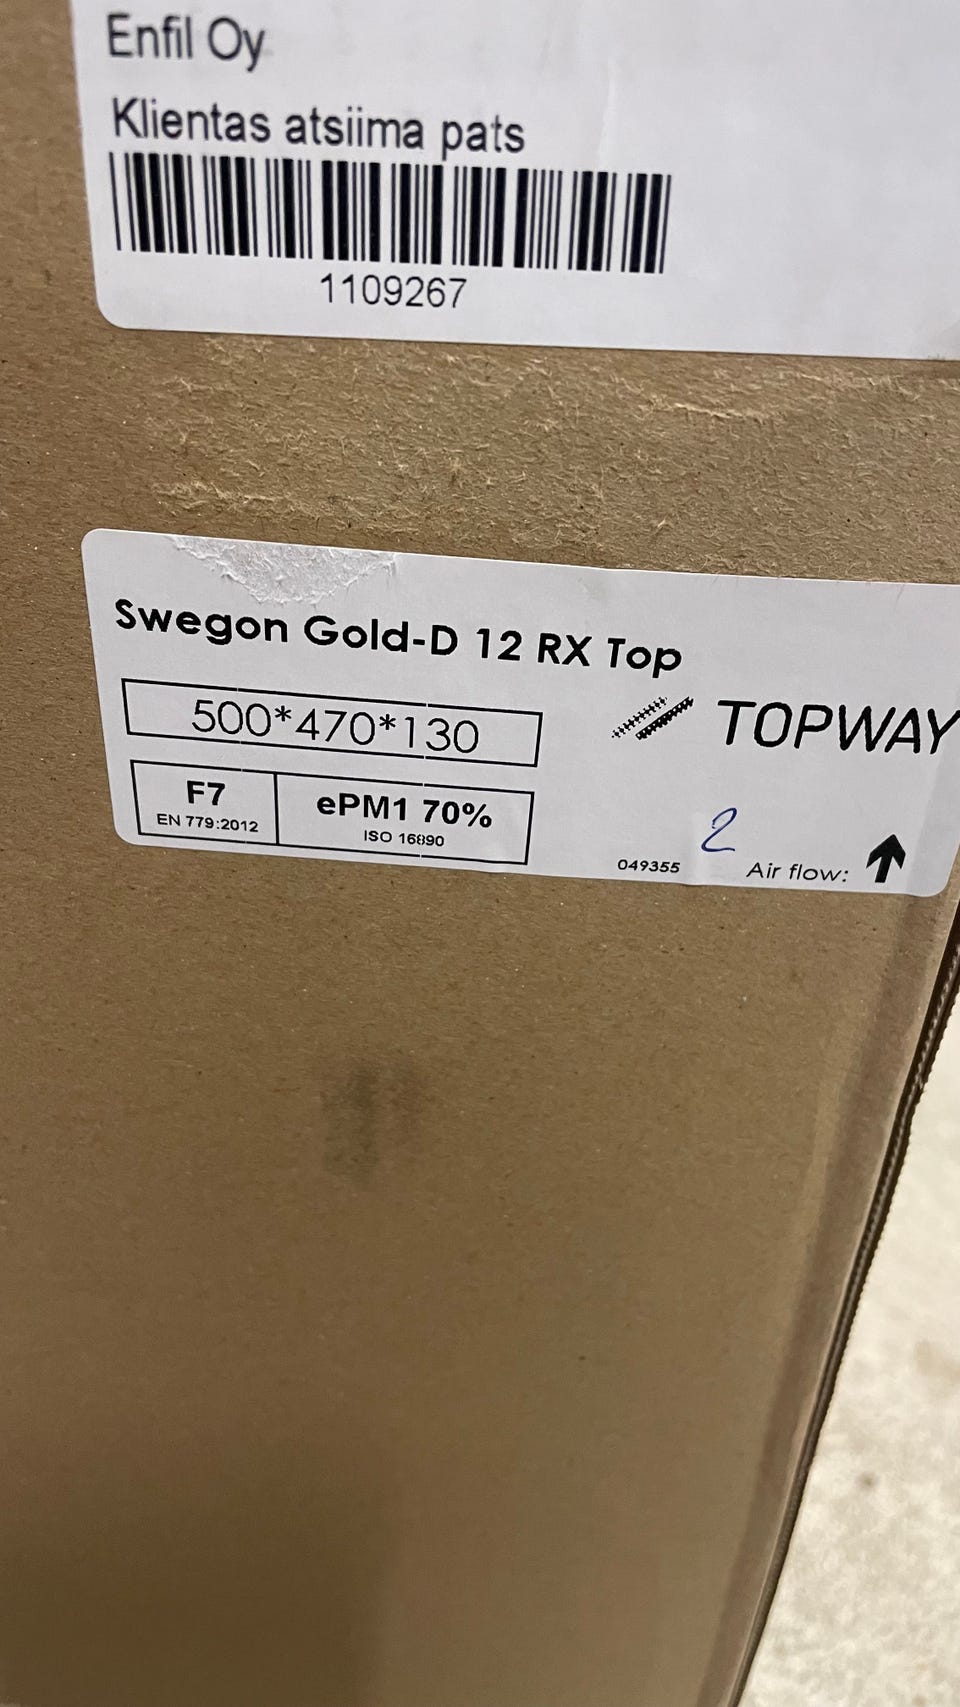 Enfil Oy
Klientas atsiima pats
1109267
Swegon Gold-D 12 RX Top
500*470*130
TOPWAY
F7
EN 779:2012
ePM1 70%
ISO 16890
2
049355
Air flow: